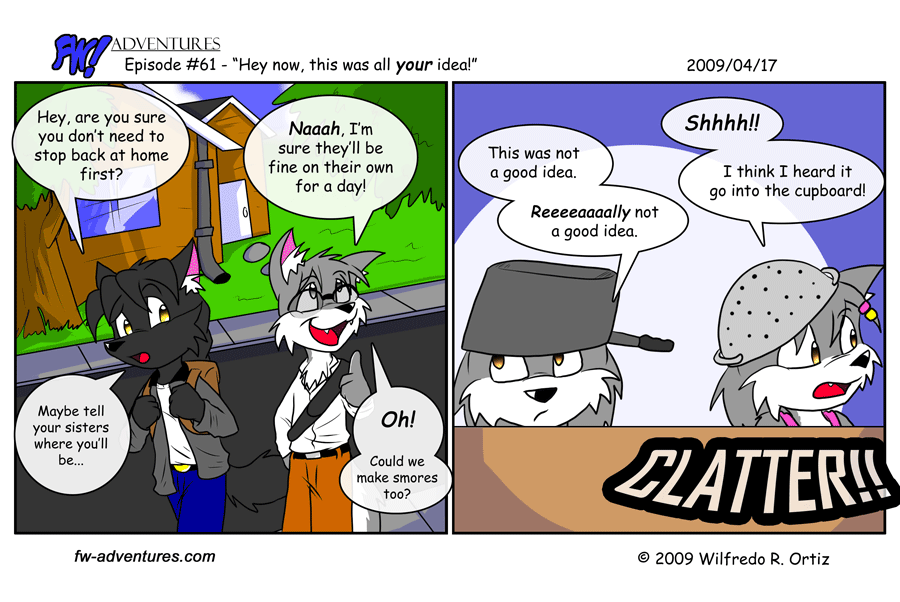 FW! ADVENTURES
Episode #61 - “Hey now, this was all your idea!”
2009/04/17
Hey, are you sure
you don’t need to
stop back at home
first?
Naaah, I’m
sure they’ll be
fine on their own
for a day!
Maybe tell
your sisters
where you’ll
be...
Oh!
Could we
make smores
too?
This was not
a good idea.
Reeeeaaaally not
a good idea.
Shhhh!!
I think I heard it
go into the cupboard!
CLATTER!!
fw-adventures.com
© 2009 Wilfredo R. Ortiz